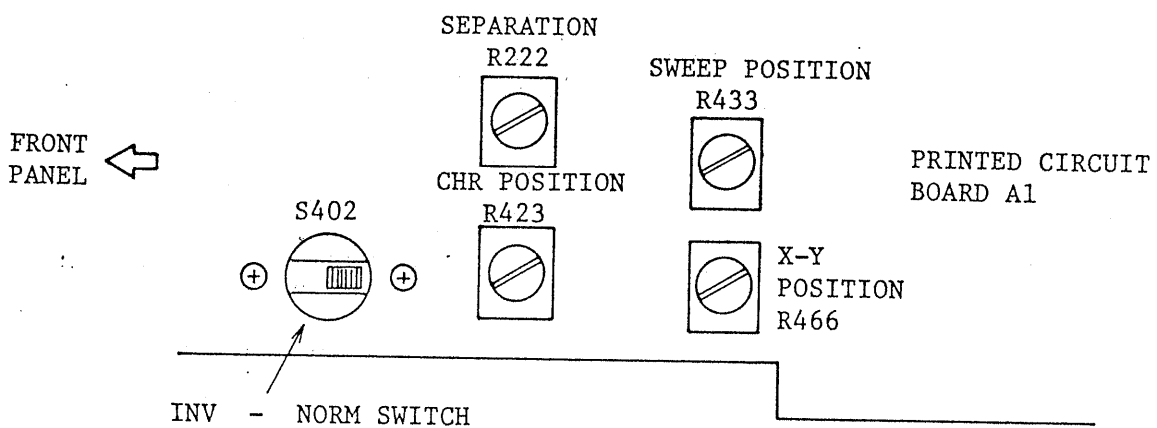 SEPARATION
R222
SWEEP POSITION
R433
FRONT
PANEL
PRINTED CIRCUIT
BOARD A1
CHR POSITION
R423
S402
X-Y
POSITION
R466
INV - NORM SWITCH